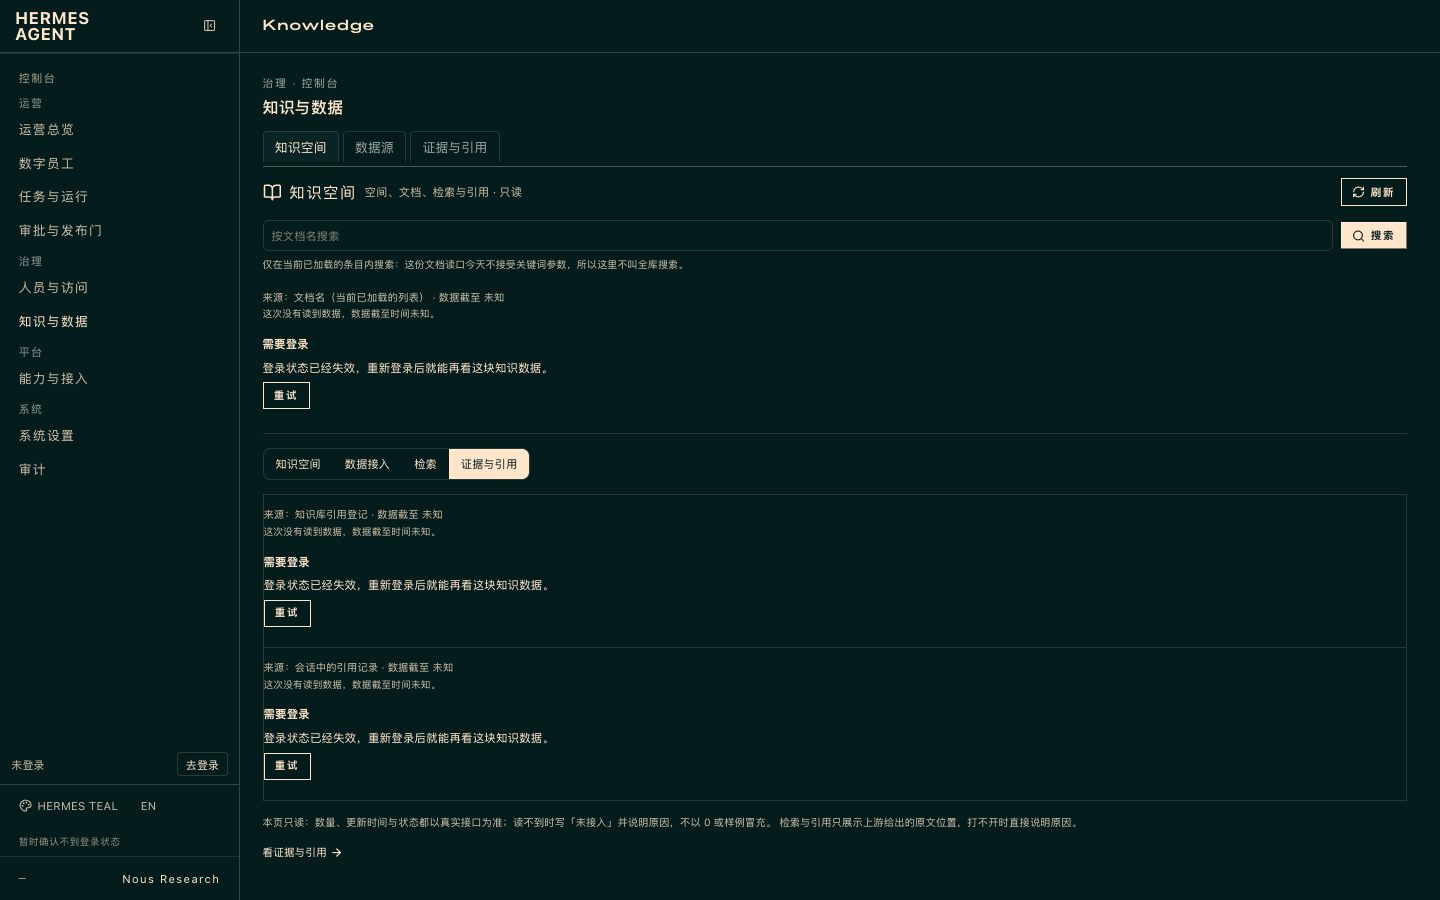 HERMES
AGENT
Knowledge
控制台
运营
运营总览
数字员工
任务与运行
审批与发布门
治理
人员与访问
知识与数据
平台
能力与接入
系统
系统设置
审计
未登录
去登录
HERMES TEAL
EN
暂时确认不到登录状态
—
Nous Research
治理 · 控制台
知识与数据
知识空间
数据源
证据与引用
知识空间
空间、文档、检索与引用 · 只读
刷新
按文档名搜索
搜索
仅在当前已加载的条目内搜索：这份文档读口今天不接受关键词参数，所以这里不叫全库搜索。
来源：文档名（当前已加载的列表） · 数据截至 未知
这次没有读到数据，数据截至时间未知。
需要登录
登录状态已经失效，重新登录后就能再看这块知识数据。
重试
知识空间
数据接入
检索
证据与引用
来源：知识库引用登记 · 数据截至 未知
这次没有读到数据，数据截至时间未知。
需要登录
登录状态已经失效，重新登录后就能再看这块知识数据。
重试
来源：会话中的引用记录 · 数据截至 未知
这次没有读到数据，数据截至时间未知。
需要登录
登录状态已经失效，重新登录后就能再看这块知识数据。
重试
本页只读：数量、更新时间与状态都以真实接口为准；读不到时写「未接入」并说明原因，不以 0 或样例冒充。 检索与引用只展示上游给出的原文位置，打不开时直接说明原因。
看证据与引用 →